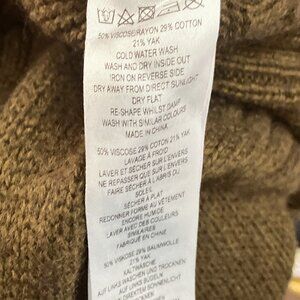 50% VISCOSE/RAYON 29% COTTON
21% YAK
COLD WATER WASH
WASH AND DRY INSIDE OUT
IRON ON REVERSE SIDE
DRY AWAY FROM DIRECT SUNLIGHT
DRY FLAT
RE-SHAPE WHILST DAMP
WASH WITH SIMILAR COLOURS
MADE IN CHINA
50% VISCOSE 29% COTON 21% YAK
LAVAGE À FROID
LAVER ET SÉCHER SUR L'ENVERS
NE REPASSER QUE SUR L'ENVERS
FAIRE SÉCHER À L'ABRIS DU
SOLEIL
SÉCHER À PLAT
REDONNER FORME AU VÊTEMENT
ENCORE HUMIDE
LAVER AVEC DES COULEURS
SIMILAIRES
FABRIQUÉ EN CHINE
50% VISKOSE 29% BAUMWOLLE
21% YAK
KALTWÄSCHE
AUF LINKS WASCHEN UND TROCKNEN
AUF LINKS BÜGELN
DIREKTEM SONNENLICHT